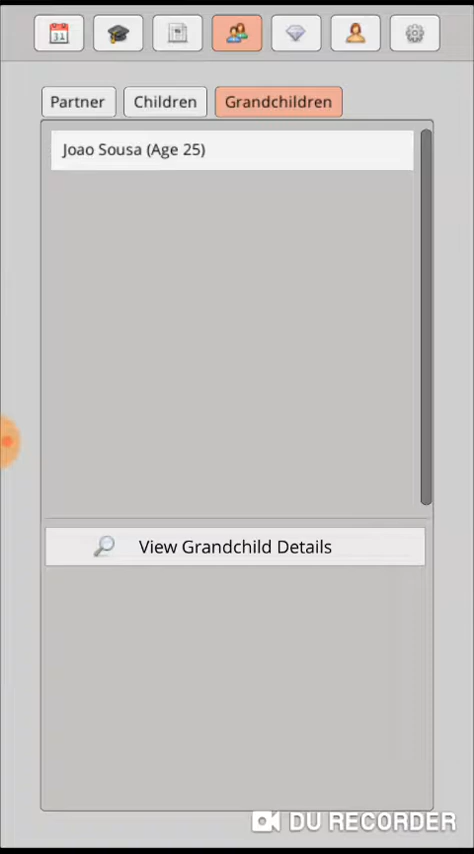 31
Partner
Children
Grandchildren
Joao Sousa (Age 25)
View Grandchild Details
DU RECORDER